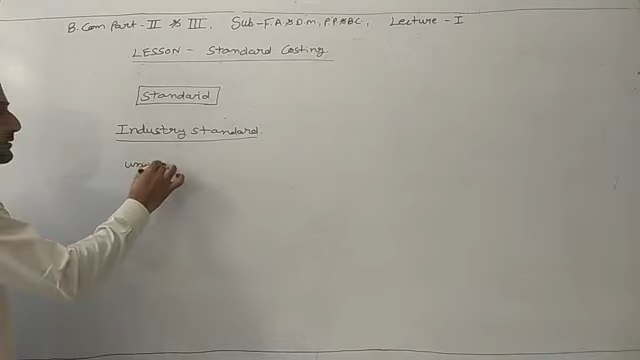 B. Com Part - II & III, Sub - F.A. & D.M, P.P. & B.C, Lecture - I
LESSON - Standard Costing
Standard
Industry standard.